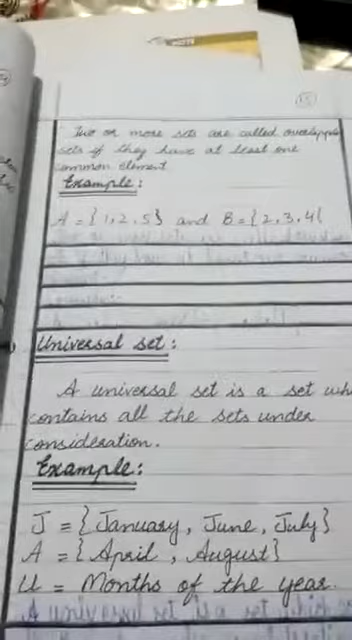 15
Two or more sets are called overlapping
sets if they have at least one
common element
Example:
A = {1,2,5} and B = {2,3,4{
Universal set:
A universal set is a set wh
contains all the sets under
consideration.
Example:
J = {January, June, July}
A = {April, August}
U = Months of the year.